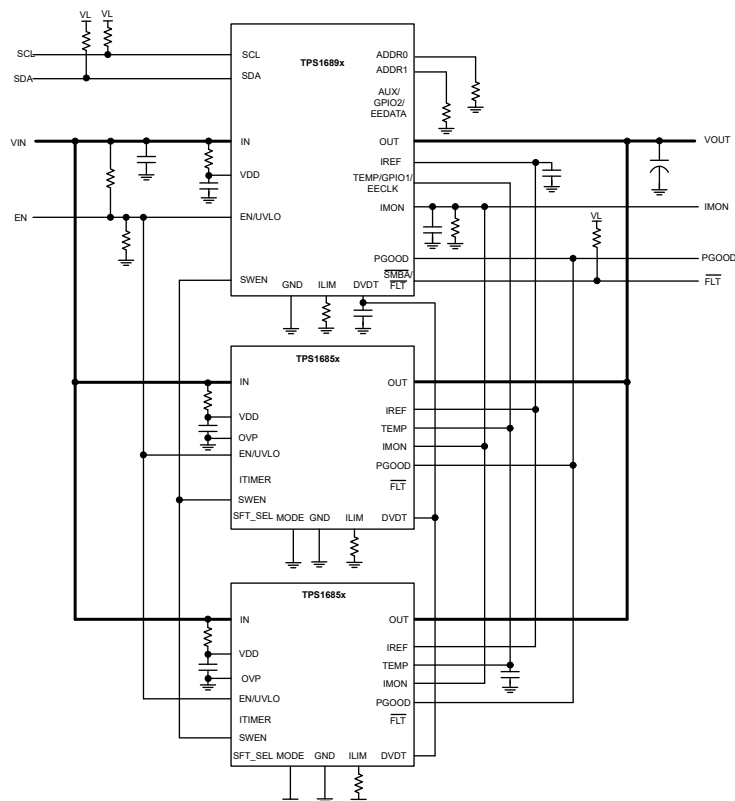 VL
VL
SCL
SCL
TPS1689x
ADDR0
SDA
SDA
ADDR1
AUX/
GPIO2/
EEDATA
VIN
IN
OUT
VOUT
IREF
VDD
TEMP/GPIO1/
EECLK
IMON
IMON
VL
EN
EN/UVLO
PGOOD
PGOOD
SWEN
GND
ILIM
DVDT
SMBA/
FLT
FLT
TPS1685x
IN
OUT
IREF
VDD
TEMP
OVP
IMON
EN/UVLO
PGOOD
ITIMER
FLT
SWEN
SFT_SEL
MODE
GND
ILIM
DVDT
TPS1685x
IN
OUT
IREF
VDD
TEMP
OVP
IMON
EN/UVLO
PGOOD
ITIMER
FLT
SWEN
SFT_SEL
MODE
GND
ILIM
DVDT